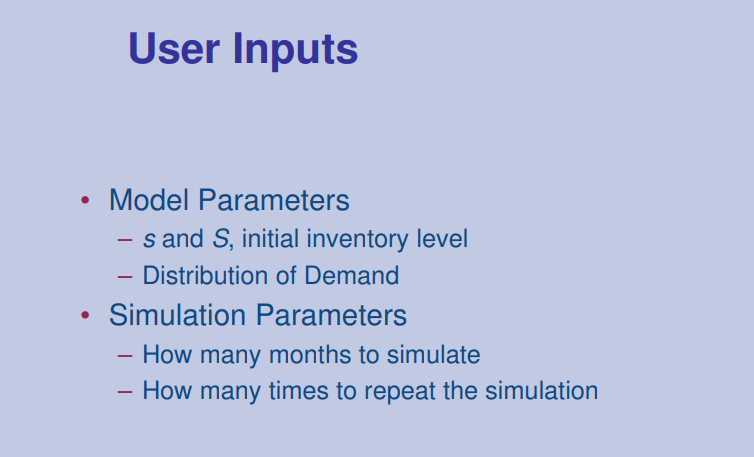 User Inputs
• Model Parameters
– s and S, initial inventory level
– Distribution of Demand
• Simulation Parameters
– How many months to simulate
– How many times to repeat the simulation